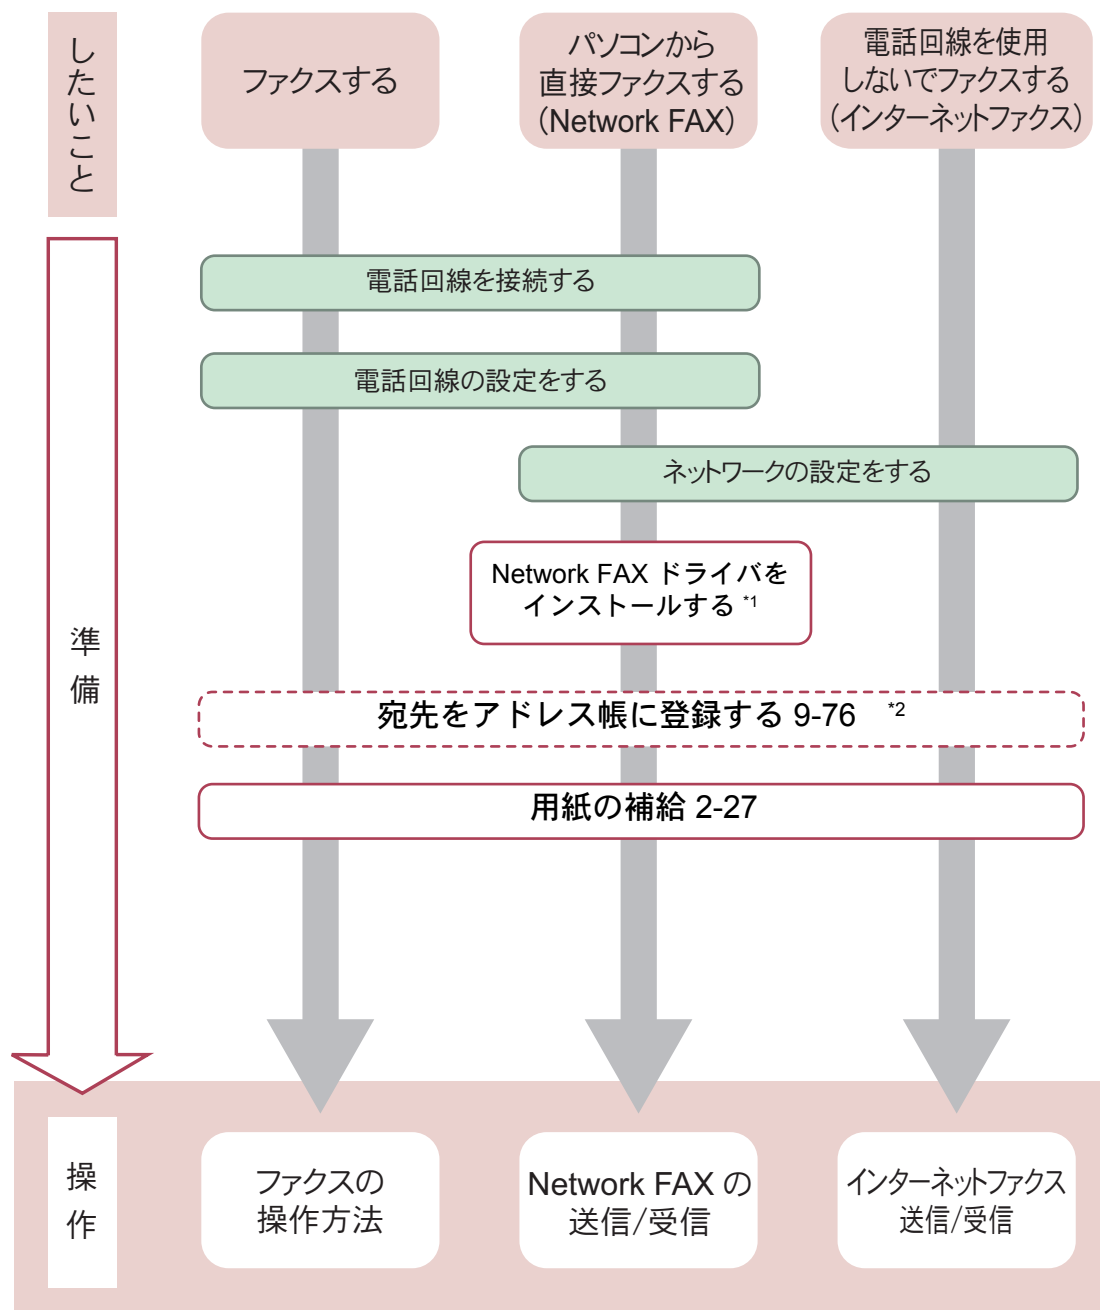 したいこと
ファクスする
パソコンから
直接ファクスする
（Network FAX）
電話回線を使用
しないでファクスする
（インターネットファクス）
準備
電話回線を接続する
電話回線の設定をする
ネットワークの設定をする
Network FAX ドライバを
インストールする *1
宛先をアドレス帳に登録する 9-76 *2
用紙の補給 2-27
操作
ファクスの
操作方法
Network FAX の
送信/受信
インターネットファクス
送信/受信